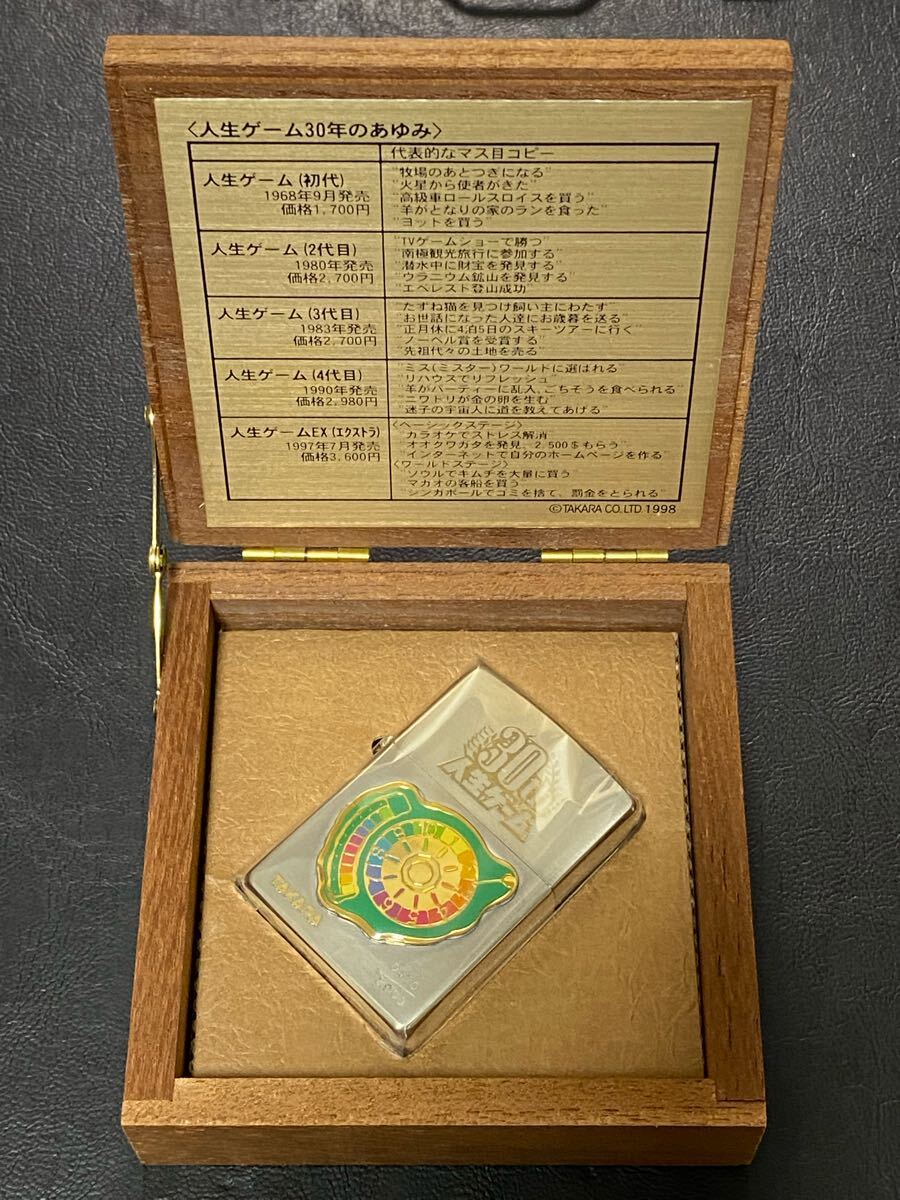 〈人生ゲーム30年のあゆみ〉
代表的なマス目コピー
人生ゲーム(初代)
1968年9月発売
価格1,700円
"牧場のあとつぎになる"
"火星から使者がきた"
"高級車ロールスロイスを買う"
"羊がとなりの家のランを食った"
"ヨットを買う"
人生ゲーム(2代目)
1980年発売
価格2,700円
"TVゲームショーで勝つ"
"南極観光旅行に参加する"
"潜水中に財宝を発見する"
"ウラニウム鉱山を発見する"
"エベレスト登山成功"
人生ゲーム(3代目)
1983年発売
価格2,700円
"たずね猫を見つけ飼い主にわたす"
"お世話になった人達にお歳暮を送る"
"正月休に4泊5日のスキーツアーに行く"
"ノーベル賞を受賞する"
"先祖代々の土地を売る"
人生ゲーム(4代目)
1990年発売
価格2,980円
"ミス(ミスター)ワールドに選ばれる"
"リハウスでリフレッシュ"
"羊がパーティーに乱入、ごちそうを食べられる"
"ニワトリが金の卵を生む"
"迷子の宇宙人に道を教えてあげる"
人生ゲームEX(エクストラ)
1997年7月発売
価格3,600円
〈ベーシックステージ〉
"カラオケでストレス解消"
"オオクワガタを発見、2,500$もらう"
"インターネットで自分のホームページを作る"
〈ワールドステージ〉
"ソウルでキムチを大量に買う"
"マカオの客船を買う"
"シンガポールでゴミを捨て、罰金をとられる"
©TAKARA CO.,LTD.1998
30th
人生ゲーム
TAKARA